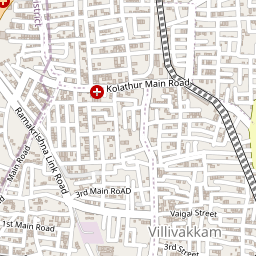 District
Kolathur Main Road
Ramakrishna Link Road
Main Road
3rd Main RoAD
Vaigai Street
1st Main Road
Villivakkam
3rd Street